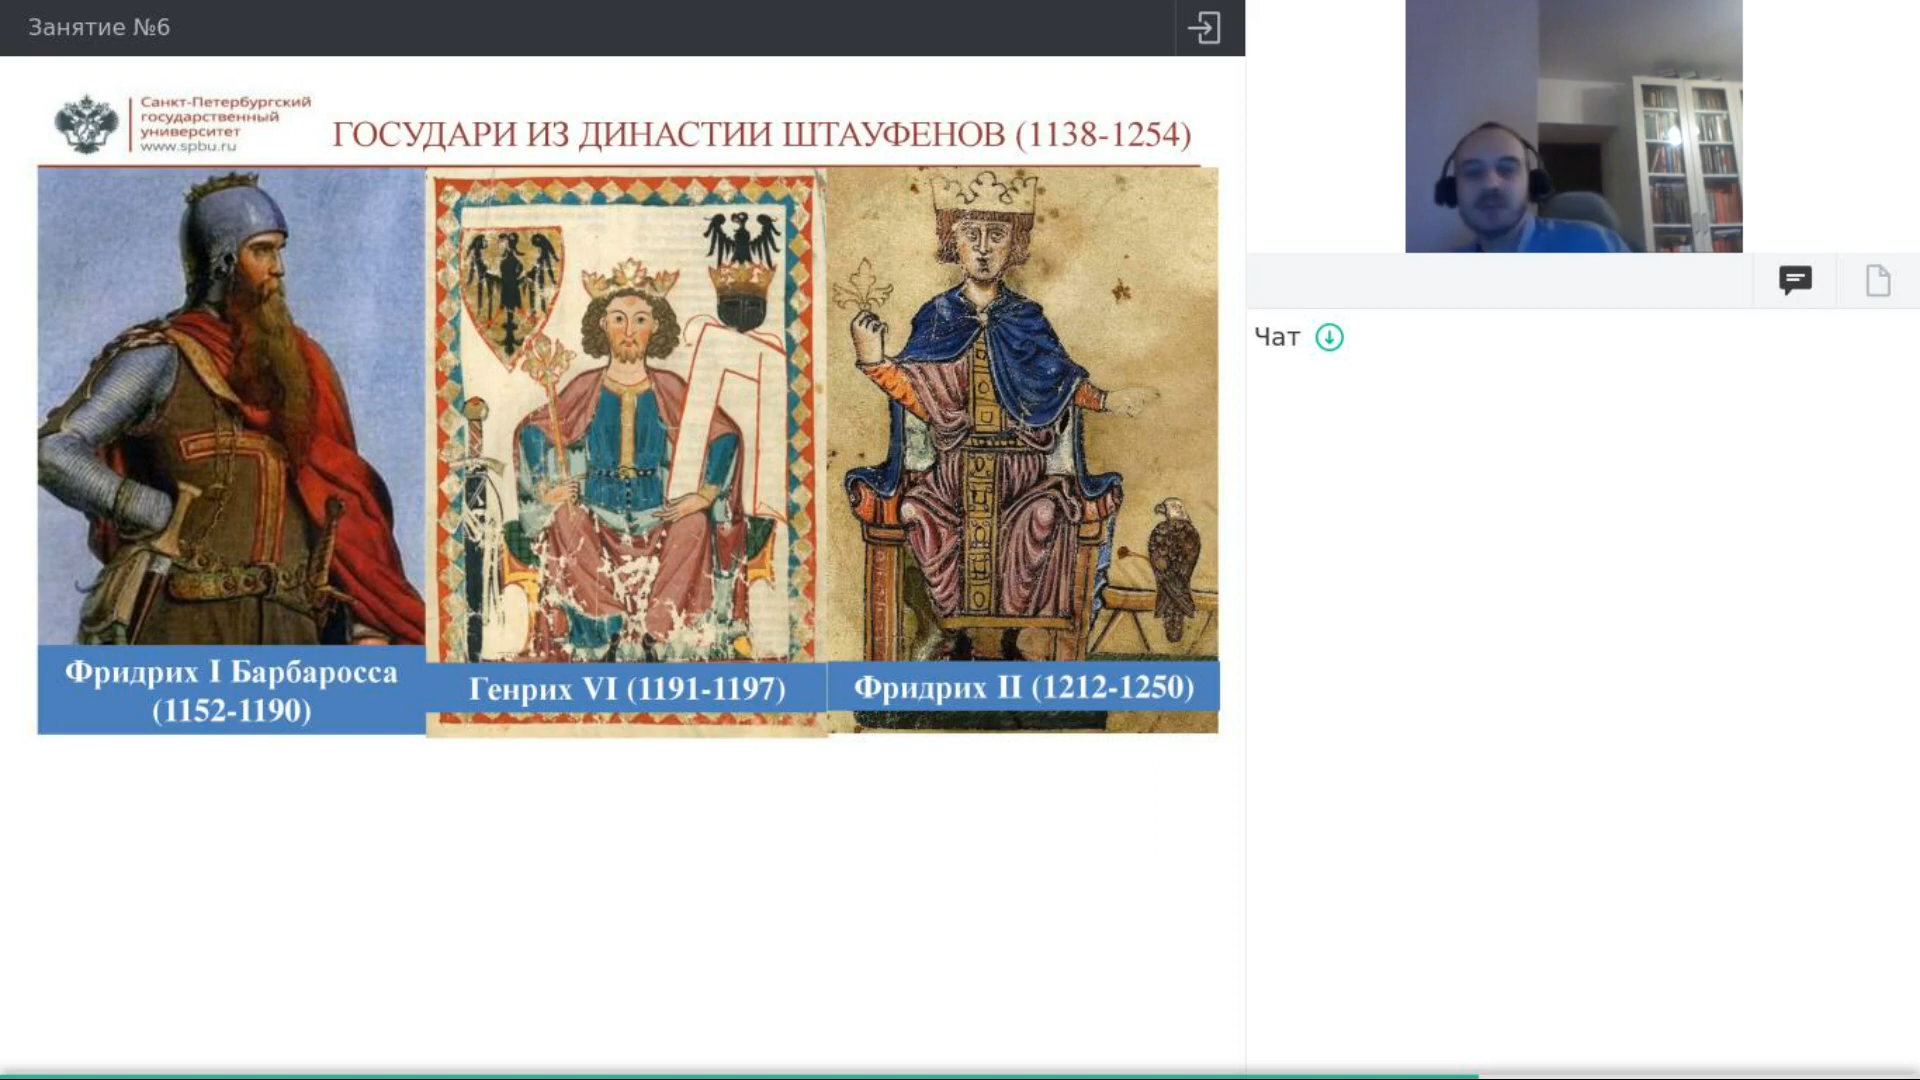 Занятие №6
Санкт-Петербургский
государственный
университет
www.spbu.ru
ГОСУДАРИ ИЗ ДИНАСТИИ ШТАУФЕНОВ (1138-1254)
Фридрих I Барбаросса
(1152-1190)
Генрих VI (1191-1197)
Фридрих II (1212-1250)
Чат